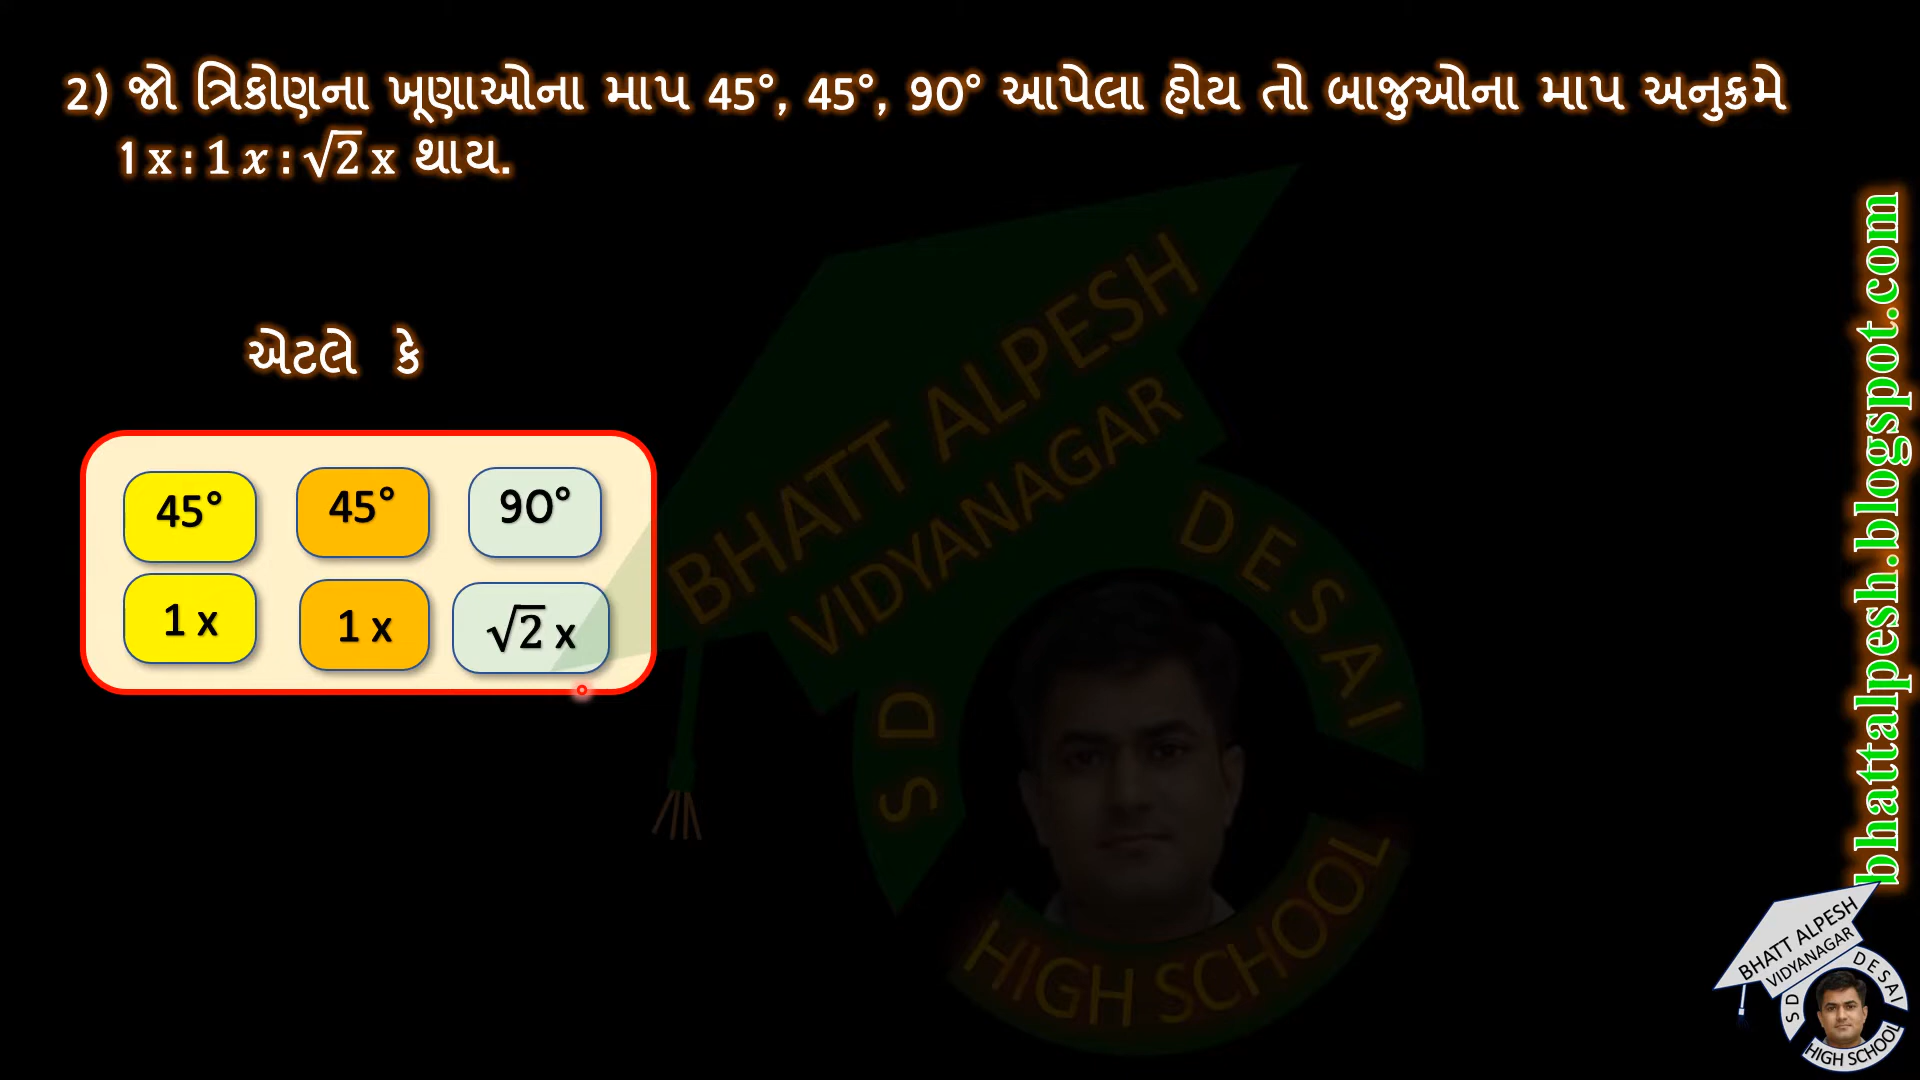 2) જો ત્રિકોણના ખૂણાઓના માપ 45°, 45°, 90° આપેલા હોય તો બાજુઓના માપ અનુક્રમે
1 x : 1 x : √2 x થાય.
એટલે કે
45° 45° 90°
1 x 1 x √2 x
BHATT ALPESH
VIDYANAGAR
S D DESAI
HIGH SCHOOL
bhattalpesh.blogspot.com
BHATT ALPESH
VIDYANAGAR
S D DESAI
HIGH SCHOOL